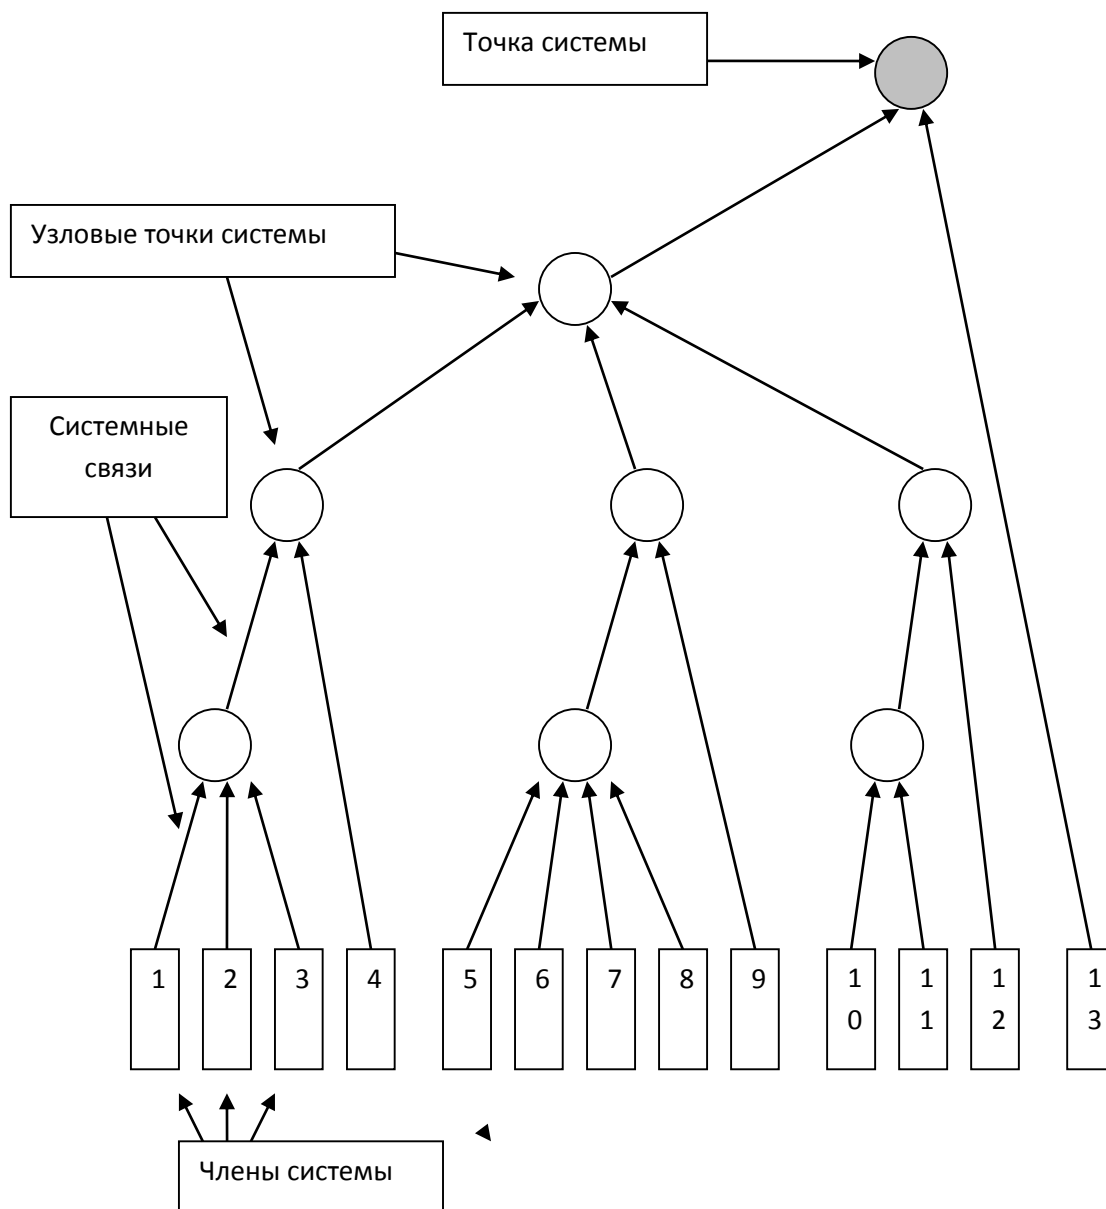 Точка системы
Узловые точки системы
Системные
связи
1 2 3 4 5 6 7 8 9 1 1 1 1
0 1 2 3
Члены системы